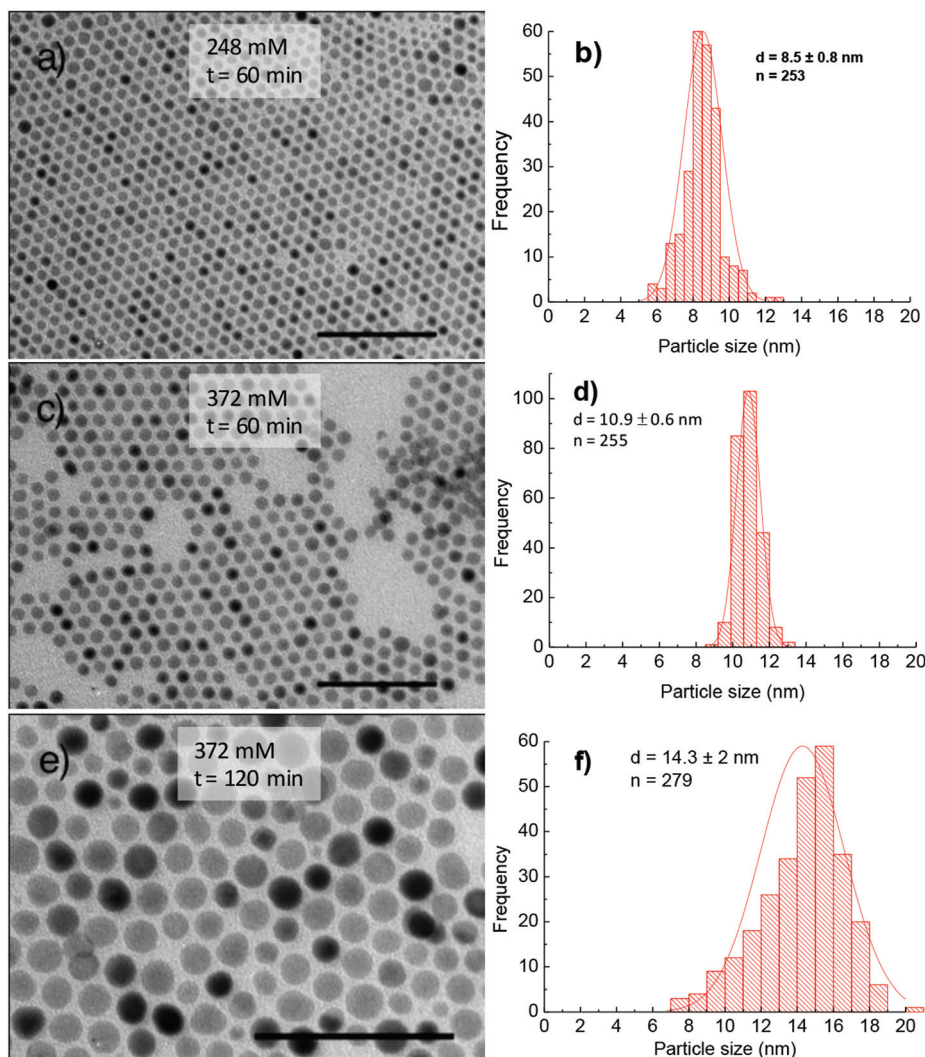 a)
248 mM
t = 60 min
b)
d = 8.5 ± 0.8 nm
n = 253
Frequency
60
50
40
30
20
10
0
0 2 4 6 8 10 12 14 16 18 20
Particle size (nm)
c)
372 mM
t = 60 min
d)
d = 10.9 ± 0.6 nm
n = 255
Frequency
100
80
60
40
20
0
0 2 4 6 8 10 12 14 16 18 20
Particle size (nm)
e)
372 mM
t = 120 min
f)
d = 14.3 ± 2 nm
n = 279
Frequency
60
50
40
30
20
10
0
0 2 4 6 8 10 12 14 16 18 20
Particle size (nm)